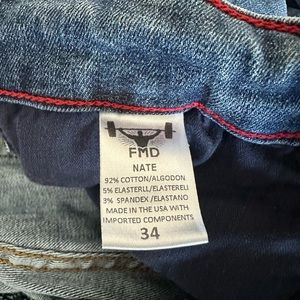 FMD
NATE
92% COTTON/ALGODON
5% ELASTERLL/ELASTERELI
3% SPANDEX /ELASTANO
MADE IN THE USA WITH
IMPORTED COMPONENTS
34